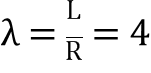 λ = L/R = 4